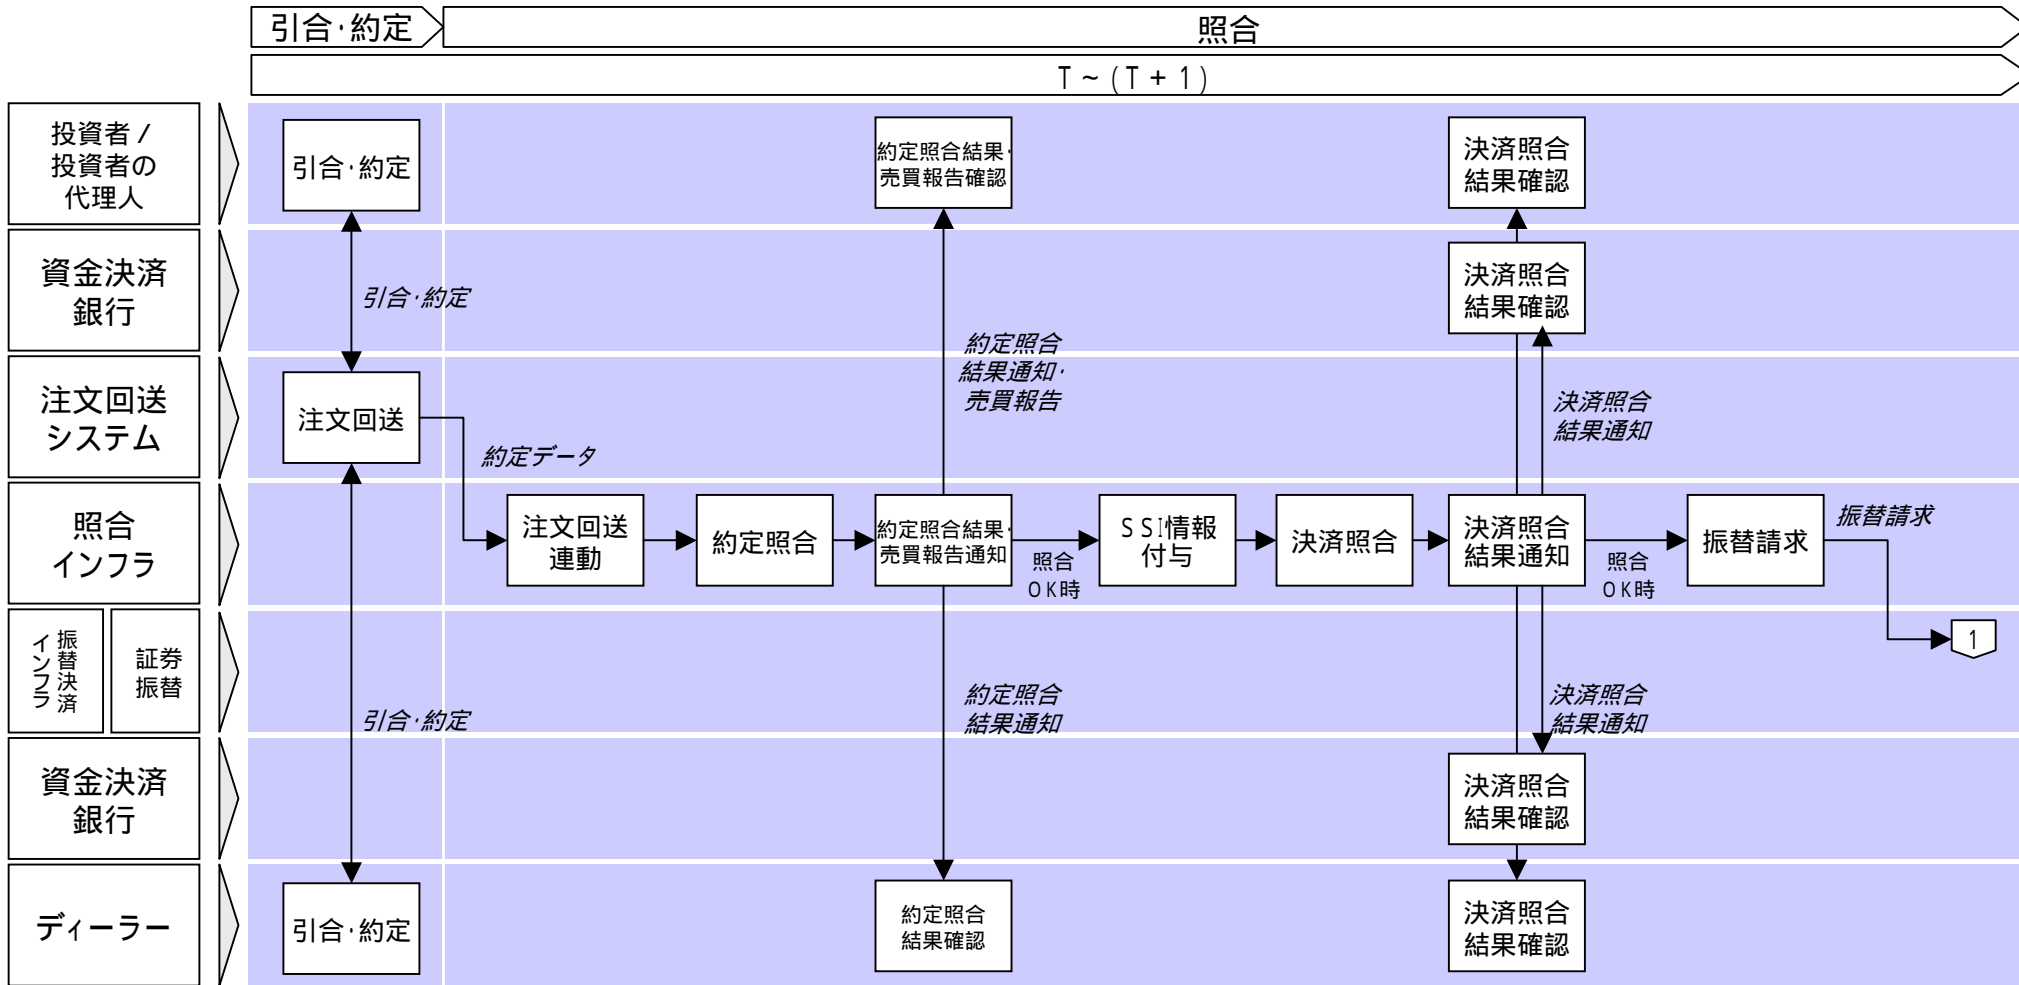 引合・約定
照合
T~(T+1)
投資者/
投資者の
代理人
引合・約定
約定照合結果・
売買報告確認
決済照合
結果確認
資金決済
銀行
引合・約定
決済照合
結果確認
約定照合
結果通知・
売買報告
注文回送
システム
注文回送
約定データ
決済照合
結果通知
照合
インフラ
注文回送
連動
約定照合
約定照合結果・
売買報告通知
照合
OK時
SSI情報
付与
決済照合
決済照合
結果通知
照合
OK時
振替請求
振替請求
振替決済
インフラ
証券
振替
1
引合・約定
約定照合
結果通知
決済照合
結果通知
資金決済
銀行
決済照合
結果確認
ディーラー
引合・約定
約定照合
結果確認
決済照合
結果確認